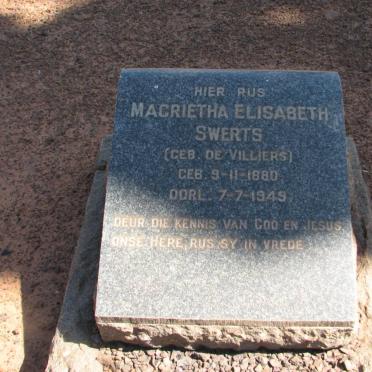 HIER RUS
MAGRIETHA ELISABETH
SWERTS
(GEB. DE VILLIERS)
GEB. 9-11-1880
OORL. 7-7-1949
DEUR DIE KENNIS VAN GOD EN JESUS
ONSE HERE, RUS SY IN VREDE